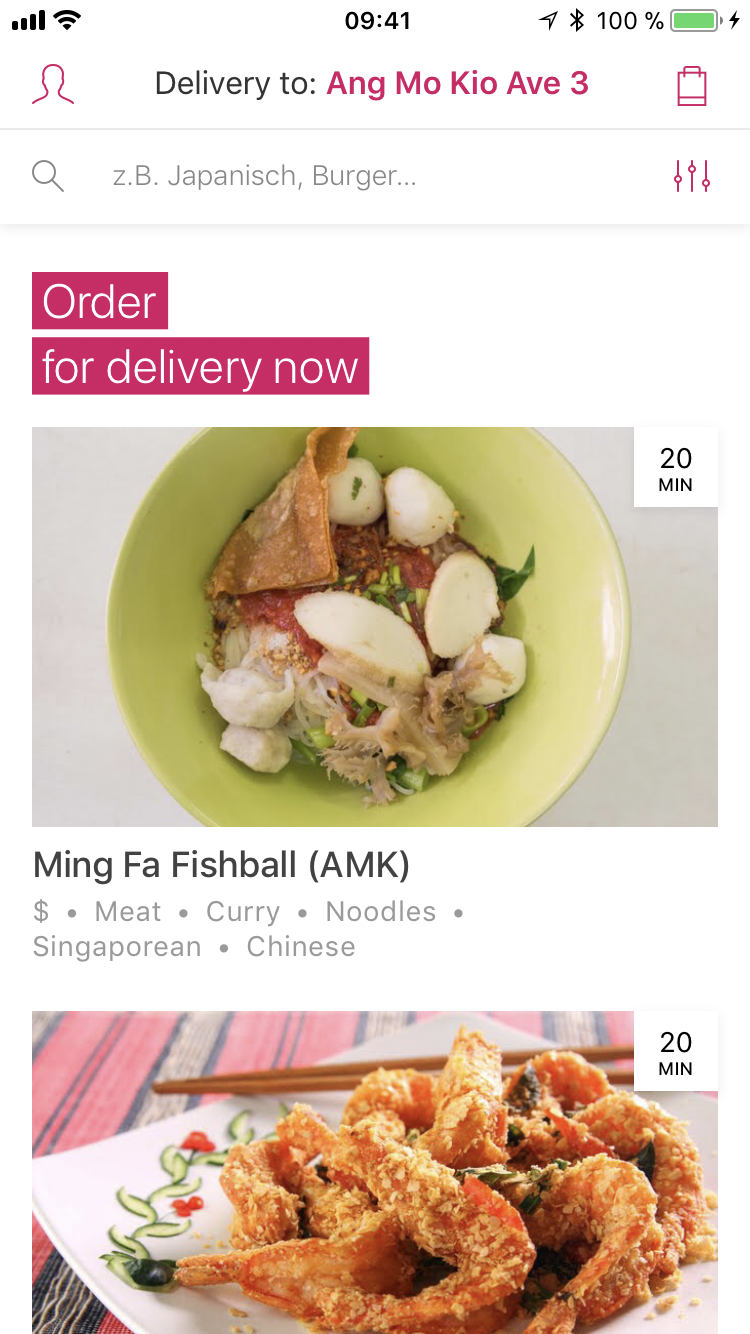 09:41
100 %
Delivery to: Ang Mo Kio Ave 3
z.B. Japanisch, Burger...
Order
for delivery now
20
MIN
Ming Fa Fishball (AMK)
$ • Meat • Curry • Noodles •
Singaporean • Chinese
20
MIN